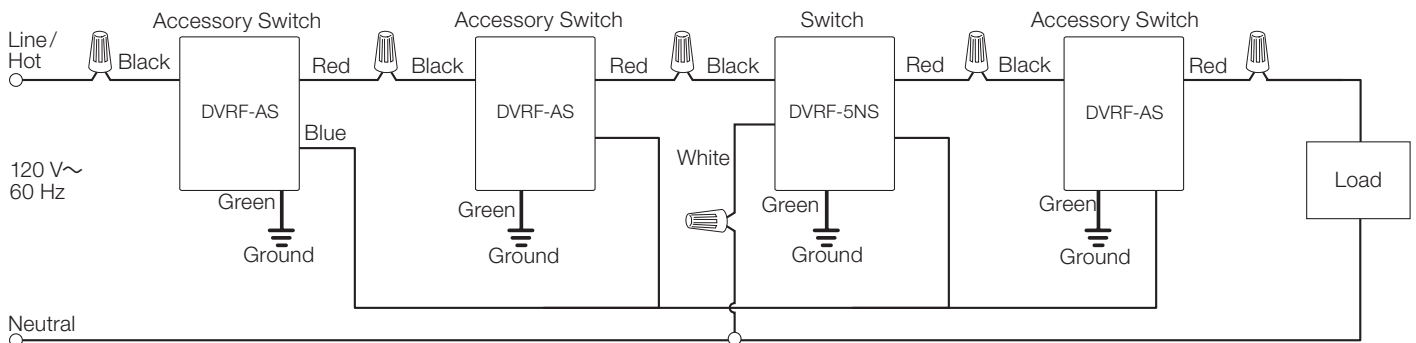 Accessory Switch
Accessory Switch
Switch
Accessory Switch
Line/
Hot
Black
Red
Black
Red
Black
Red
Black
Red
DVRF-AS
DVRF-AS
DVRF-5NS
DVRF-AS
Blue
White
120 V~
60 Hz
Load
Green
Green
Green
Green
Ground
Ground
Ground
Ground
Neutral